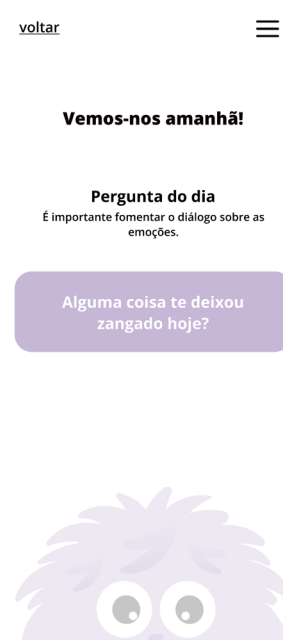 voltar
Vemos-nos amanhã!
Pergunta do dia
É importante fomentar o diálogo sobre as
emoções.
Alguma coisa te deixou
zangado hoje?